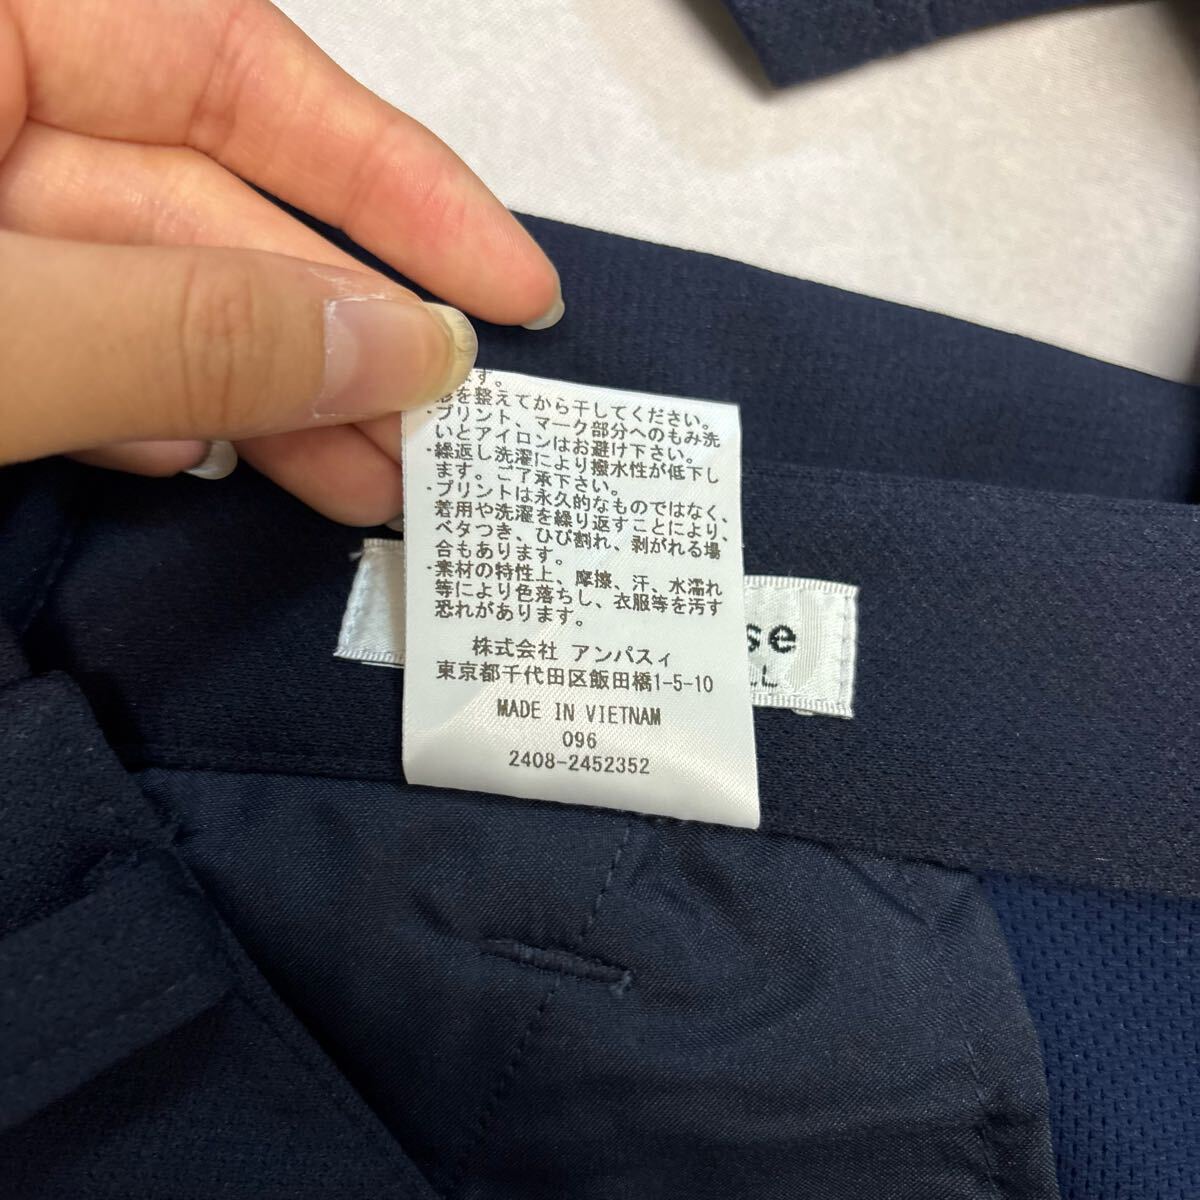 ます。
形を整えてから干してください。
・プリント、マーク部分へのもみ洗
いとアイロンはお避け下さい。
・繰返し洗濯により撥水性が低下し
ます。ご了承下さい。
・プリントは永久的なものではなく、
着用や洗濯を繰り返すことにより、
ベタつき、ひび割れ、剥がれる場
合もあります。
・素材の特性上、摩擦、汗、水濡れ
等により色落ちし、衣服等を汚す
恐れがあります。
株式会社 アンパスィ
東京都千代田区飯田橋1-5-10
MADE IN VIETNAM
096
2408-2452352
se
LL